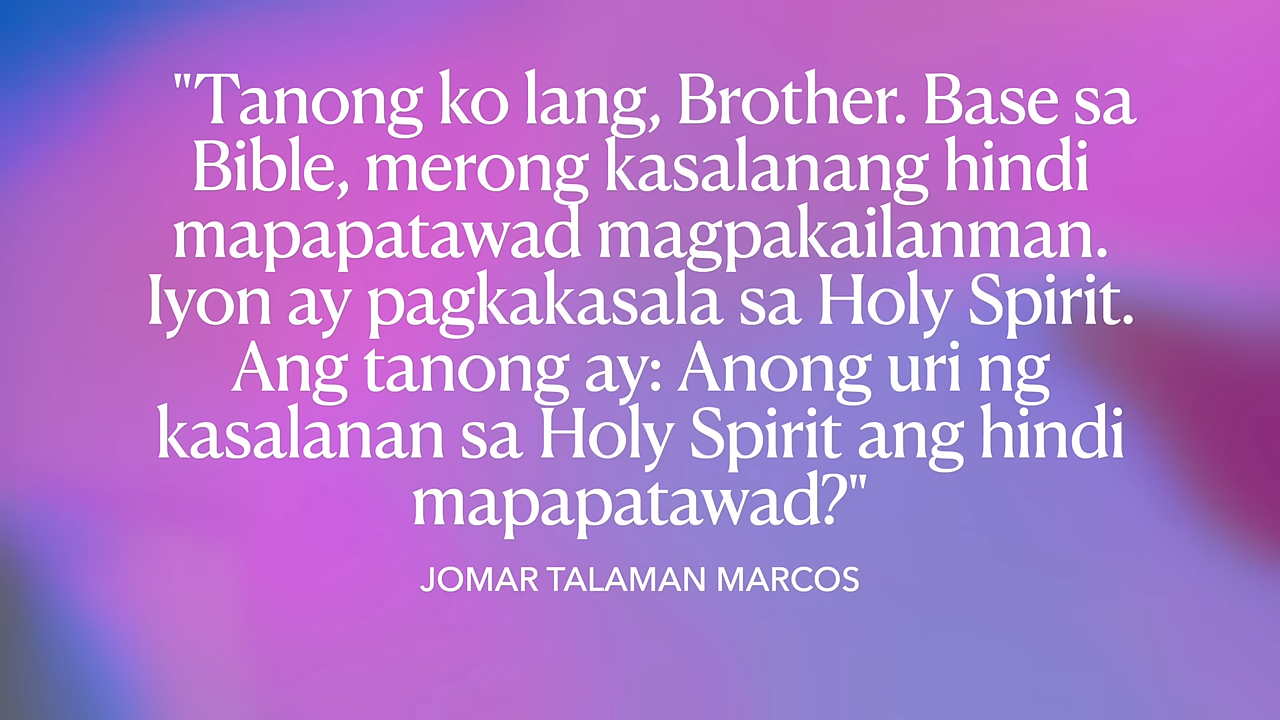 "Tanong ko lang, Brother. Base sa
Bible, merong kasalanang hindi
mapapatawad magpakailanman.
Iyon ay pagkakasala sa Holy Spirit.
Ang tanong ay: Anong uri ng
kasalanan sa Holy Spirit ang hindi
mapapatawad?"
JOMAR TALAMAN MARCOS